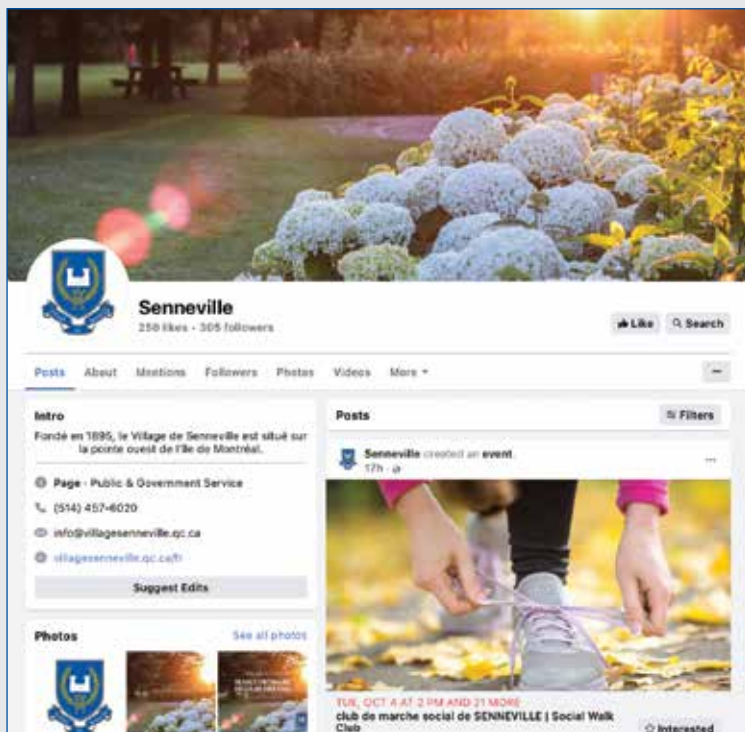 Senneville
258 likes • 305 followers
Like
Search
Posts
About
Mentions
Followers
Photos
Videos
More
Intro
Fondé en 1895, le Village de Senneville est situé sur
la pointe ouest de l'île de Montréal.
Page · Public & Government Service
(514) 457-6020
info@villagesenneville.qc.ca
villagesenneville.qc.ca/fr
Suggest Edits
Photos
See all photos
Posts
Filters
Senneville created an event.
17h
TUE, OCT 4 AT 2 PM AND 21 MORE
club de marche social de SENNEVILLE | Social Walk
Club
Interested